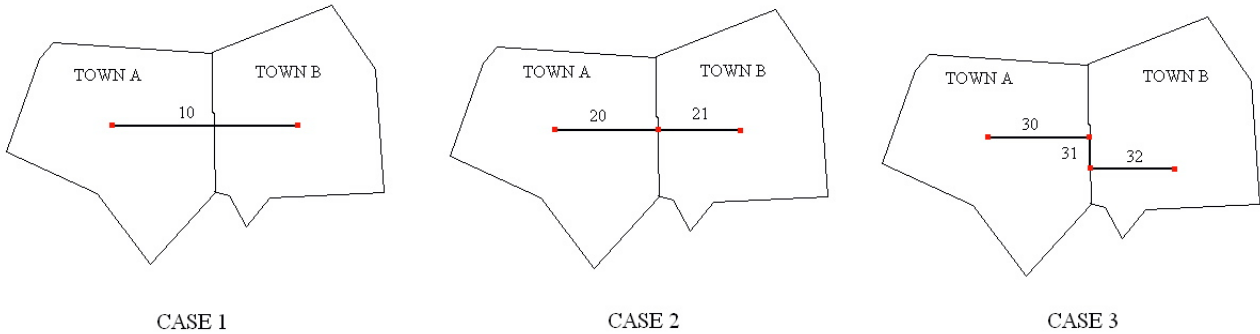 TOWN A
TOWN B
10
CASE 1
TOWN A
TOWN B
20
21
CASE 2
TOWN A
TOWN B
30
31
32
CASE 3